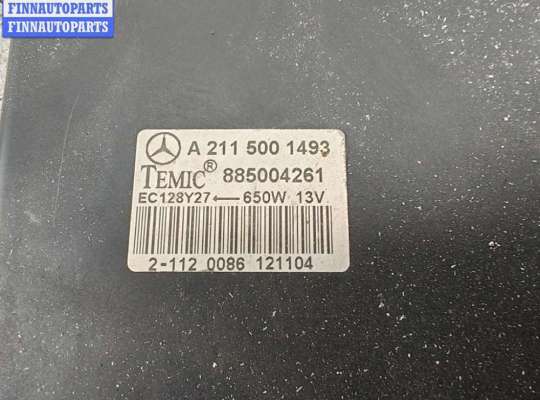 FINNAUTOPARTS
FINNAUTOPARTS
A 211 500 1493
TEMIC® 885004261
EC128Y27 ← 650W 13V
2-112 0086 121104